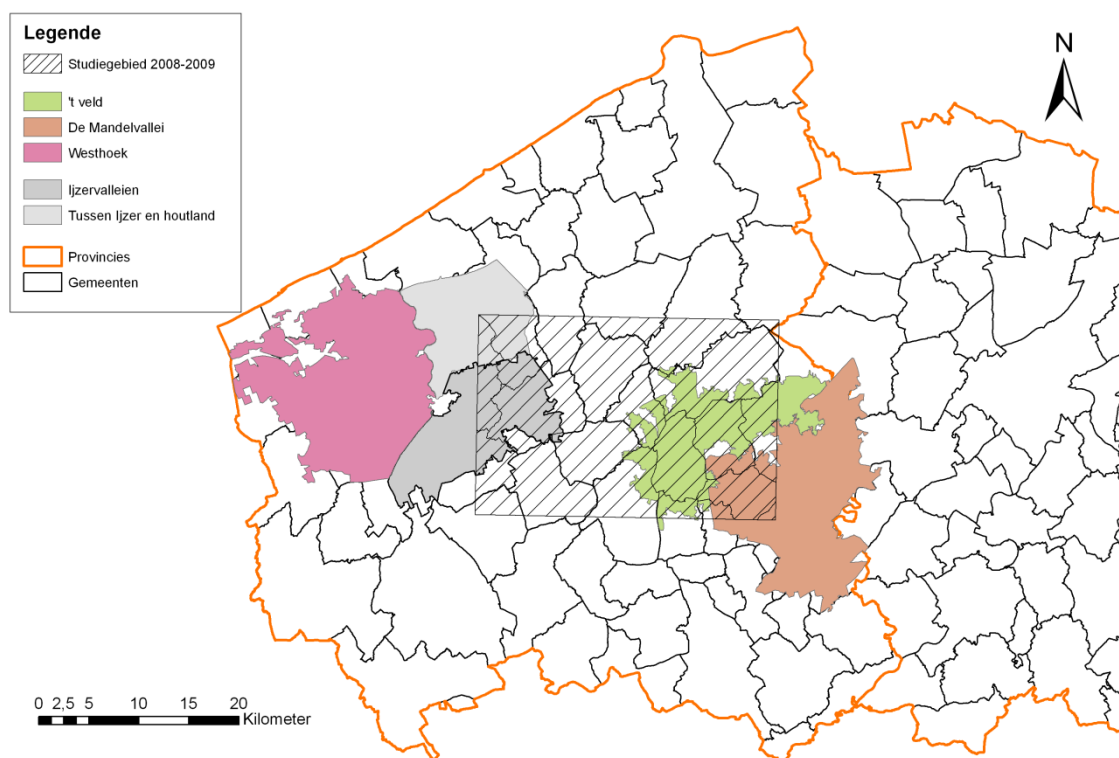 Legende
Studiegebied 2008-2009
't veld
De Mandelvallei
Westhoek
Ijzervalleien
Tussen Ijzer en houtland
Provincies
Gemeenten
N
0 2,5 5 10 15 20
Kilometer